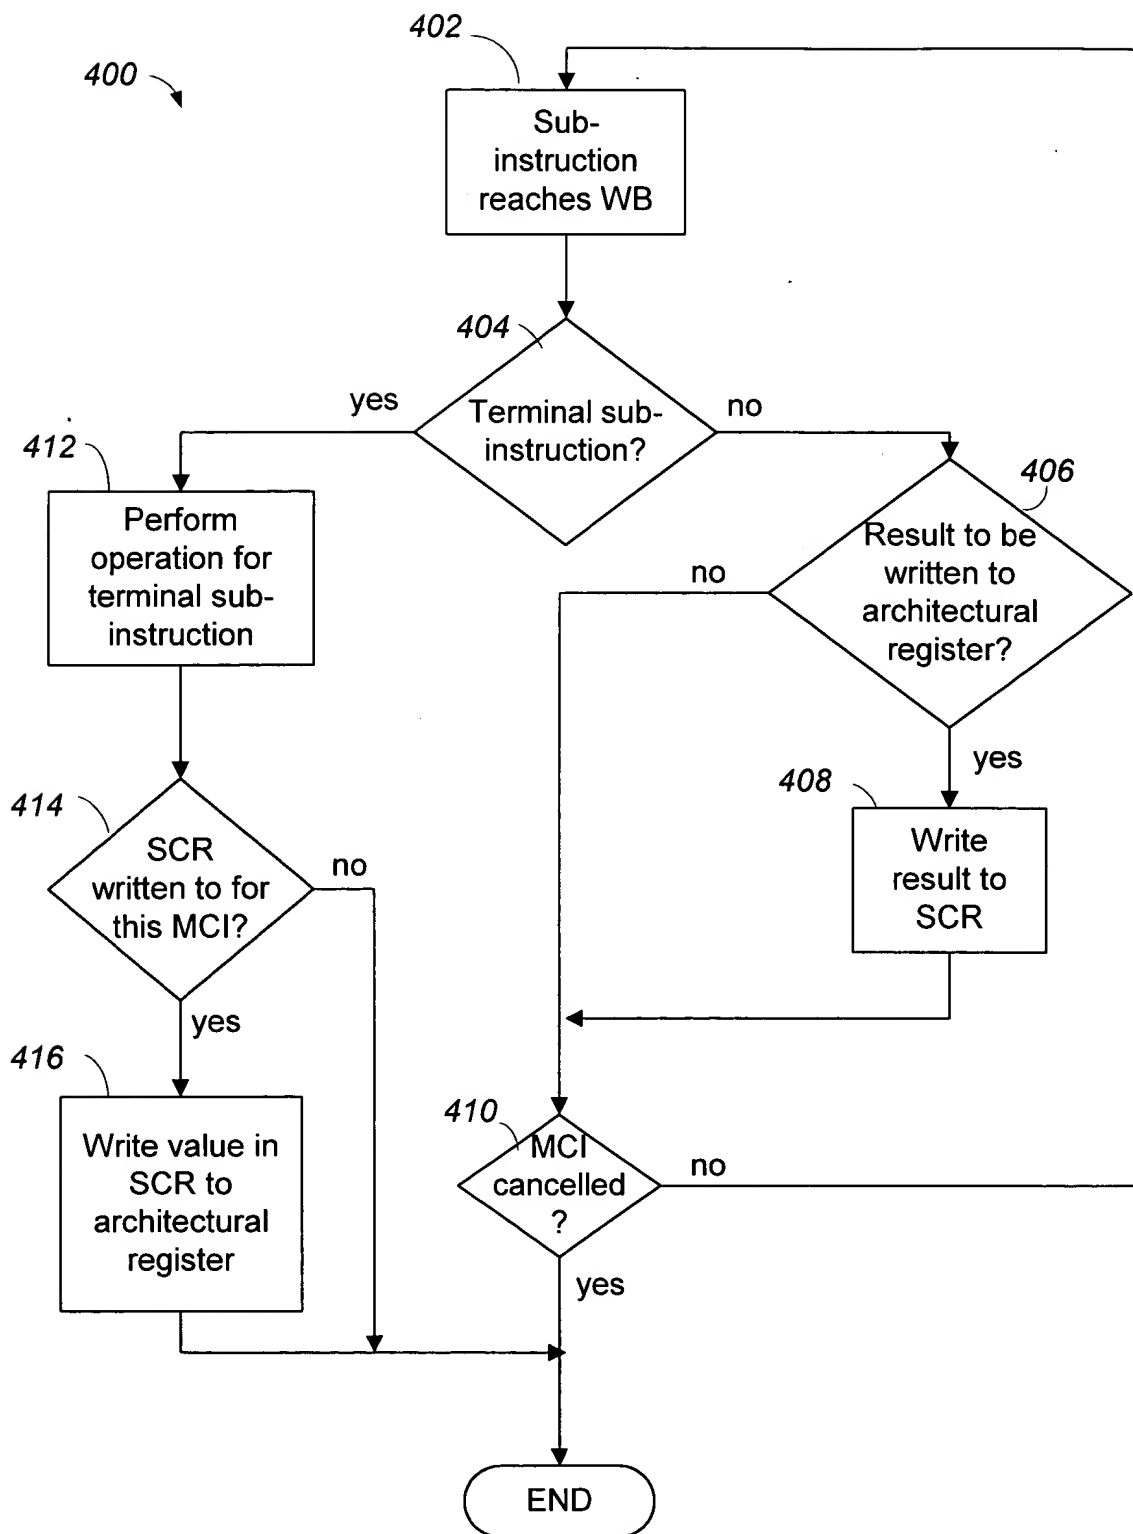 402
400
Sub-
instruction
reaches WB
404
yes
Terminal sub-
instruction?
no
412
406
Perform
operation for
terminal sub-
instruction
Result to be
written to
architectural
register?
no
yes
414
408
SCR
written to for
this MCI?
no
Write
result to
SCR
yes
416
410
Write value in
SCR to
architectural
register
MCI
cancelled
?
no
yes
END